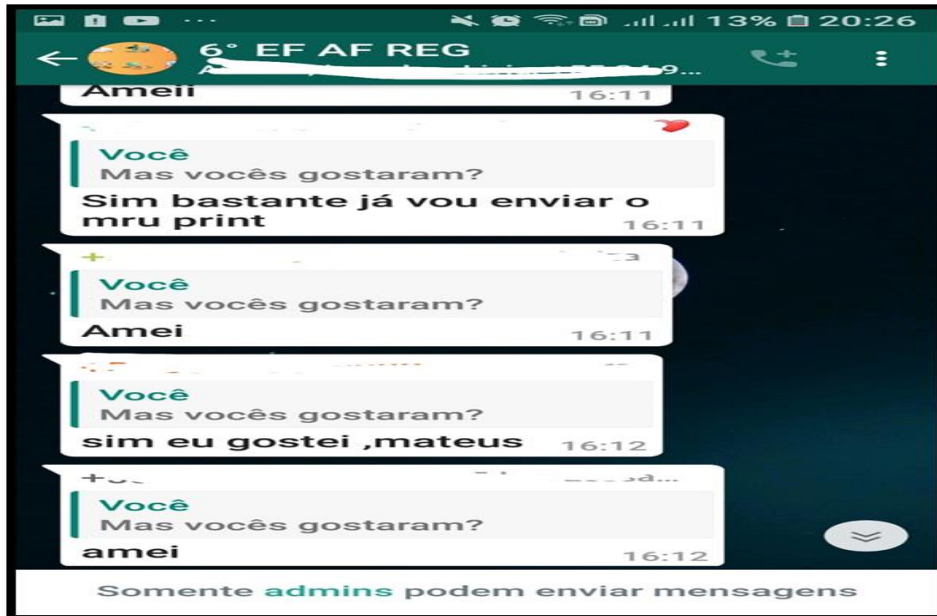 13% 20:26
6° EF AF REG
Ameii
16:11
Você
Mas vocês gostaram?
Sim bastante já vou enviar o
mru print
16:11
Você
Mas vocês gostaram?
Amei
16:11
Você
Mas vocês gostaram?
sim eu gostei ,mateus
16:12
Você
Mas vocês gostaram?
amei
16:12
Somente admins podem enviar mensagens